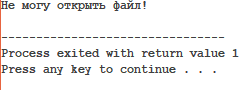 Не могу открыть файл!
--------------------------------
Process exited with return value 1
Press any key to continue . . .